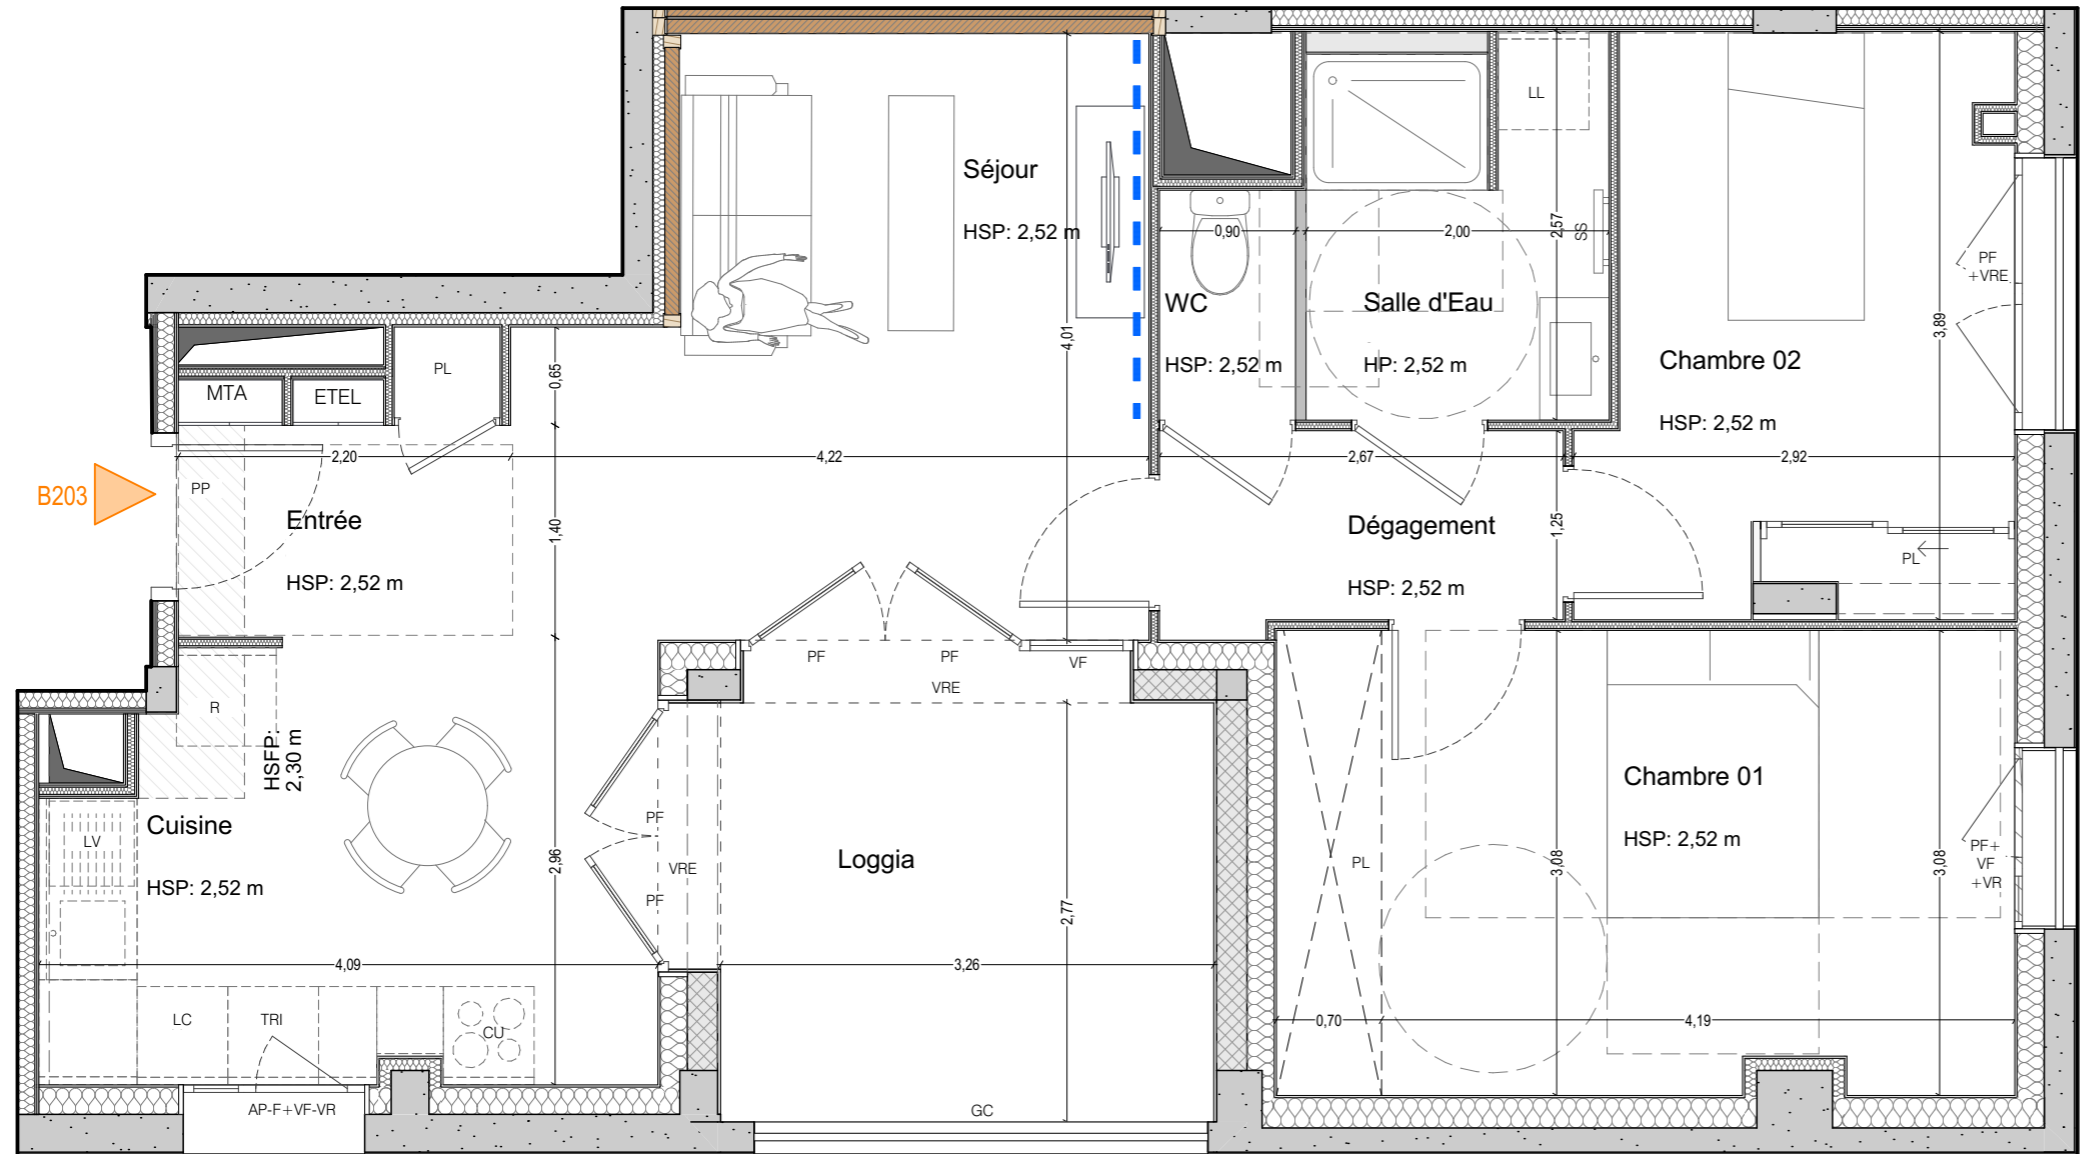 Séjour
HSP: 2,52 m
4,01
LL
2,57
SS
0,90
2,00
WC
HSP: 2,52 m
Salle d'Eau
HP: 2,52 m
PF
+VRE
3,89
Chambre 02
HSP: 2,52 m
MTA
ETEL
PL
0,65
2,20
4,22
2,67
2,92
B203
PP
Entrée
HSP: 2,52 m
1,40
Dégagement
HSP: 2,52 m
1,25
PL
PF
PF
VF
VRE
R
HSFP:
2,30 m
Cuisine
HSP: 2,52 m
LV
2,96
PF
VRE
PF
Loggia
2,77
Chambre 01
HSP: 2,52 m
PL
3,08
3,08
PF+
VF
+VR
4,09
3,26
0,70
4,19
LC
TRI
CU
AP-F+VF-VR
GC